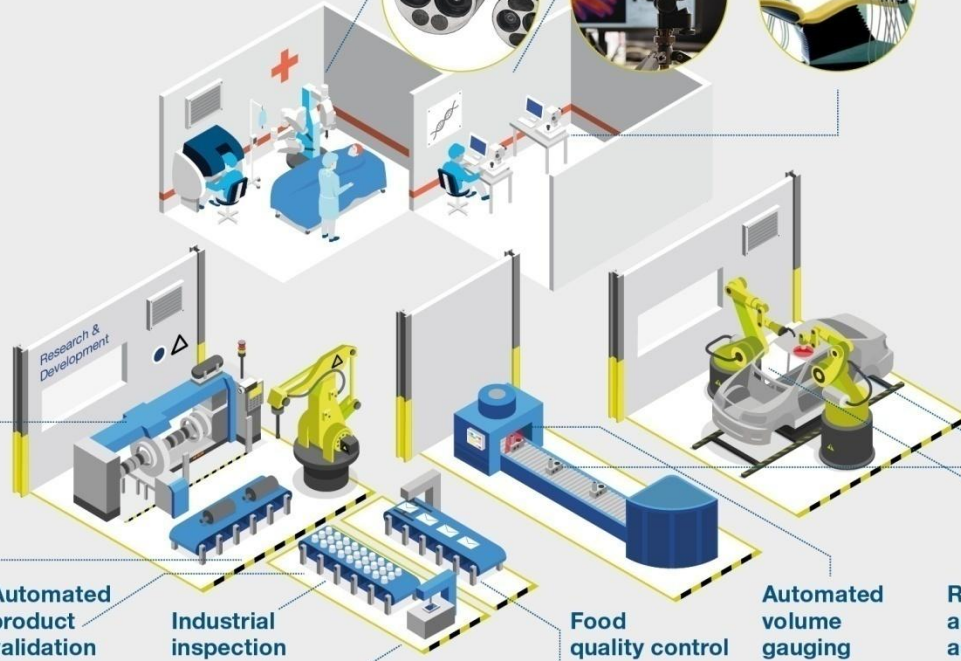 Research &
Development
Automated
product
validation
Industrial
inspection
Food
quality control
Automated
volume
gauging